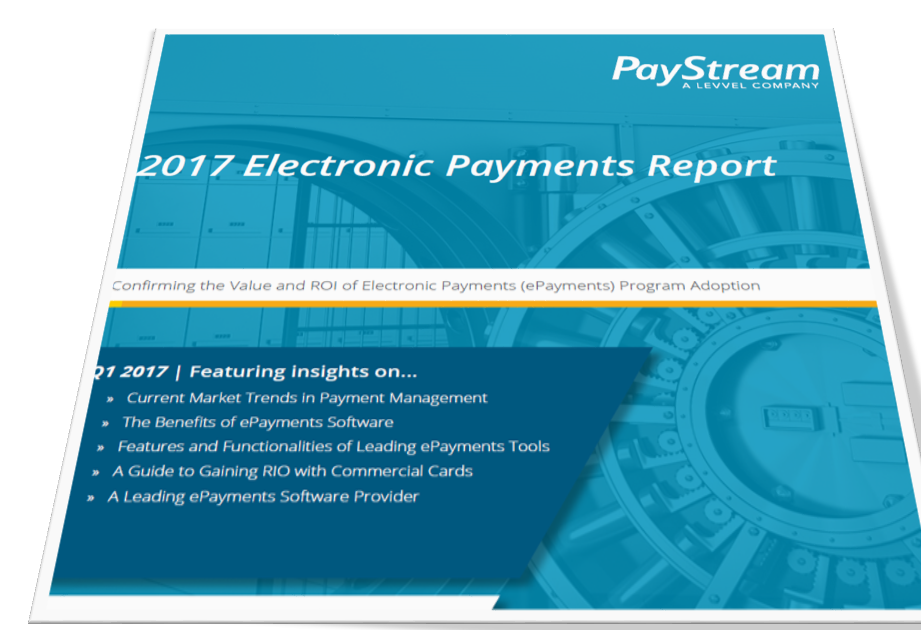 PayStream
A LEVVEL COMPANY
2017 Electronic Payments Report
Confirming the Value and ROI of Electronic Payments (ePayments) Program Adoption
Q1 2017 | Featuring insights on...
» Current Market Trends in Payment Management
» The Benefits of ePayments Software
» Features and Functionalities of Leading ePayments Tools
» A Guide to Gaining RIO with Commercial Cards
» A Leading ePayments Software Provider